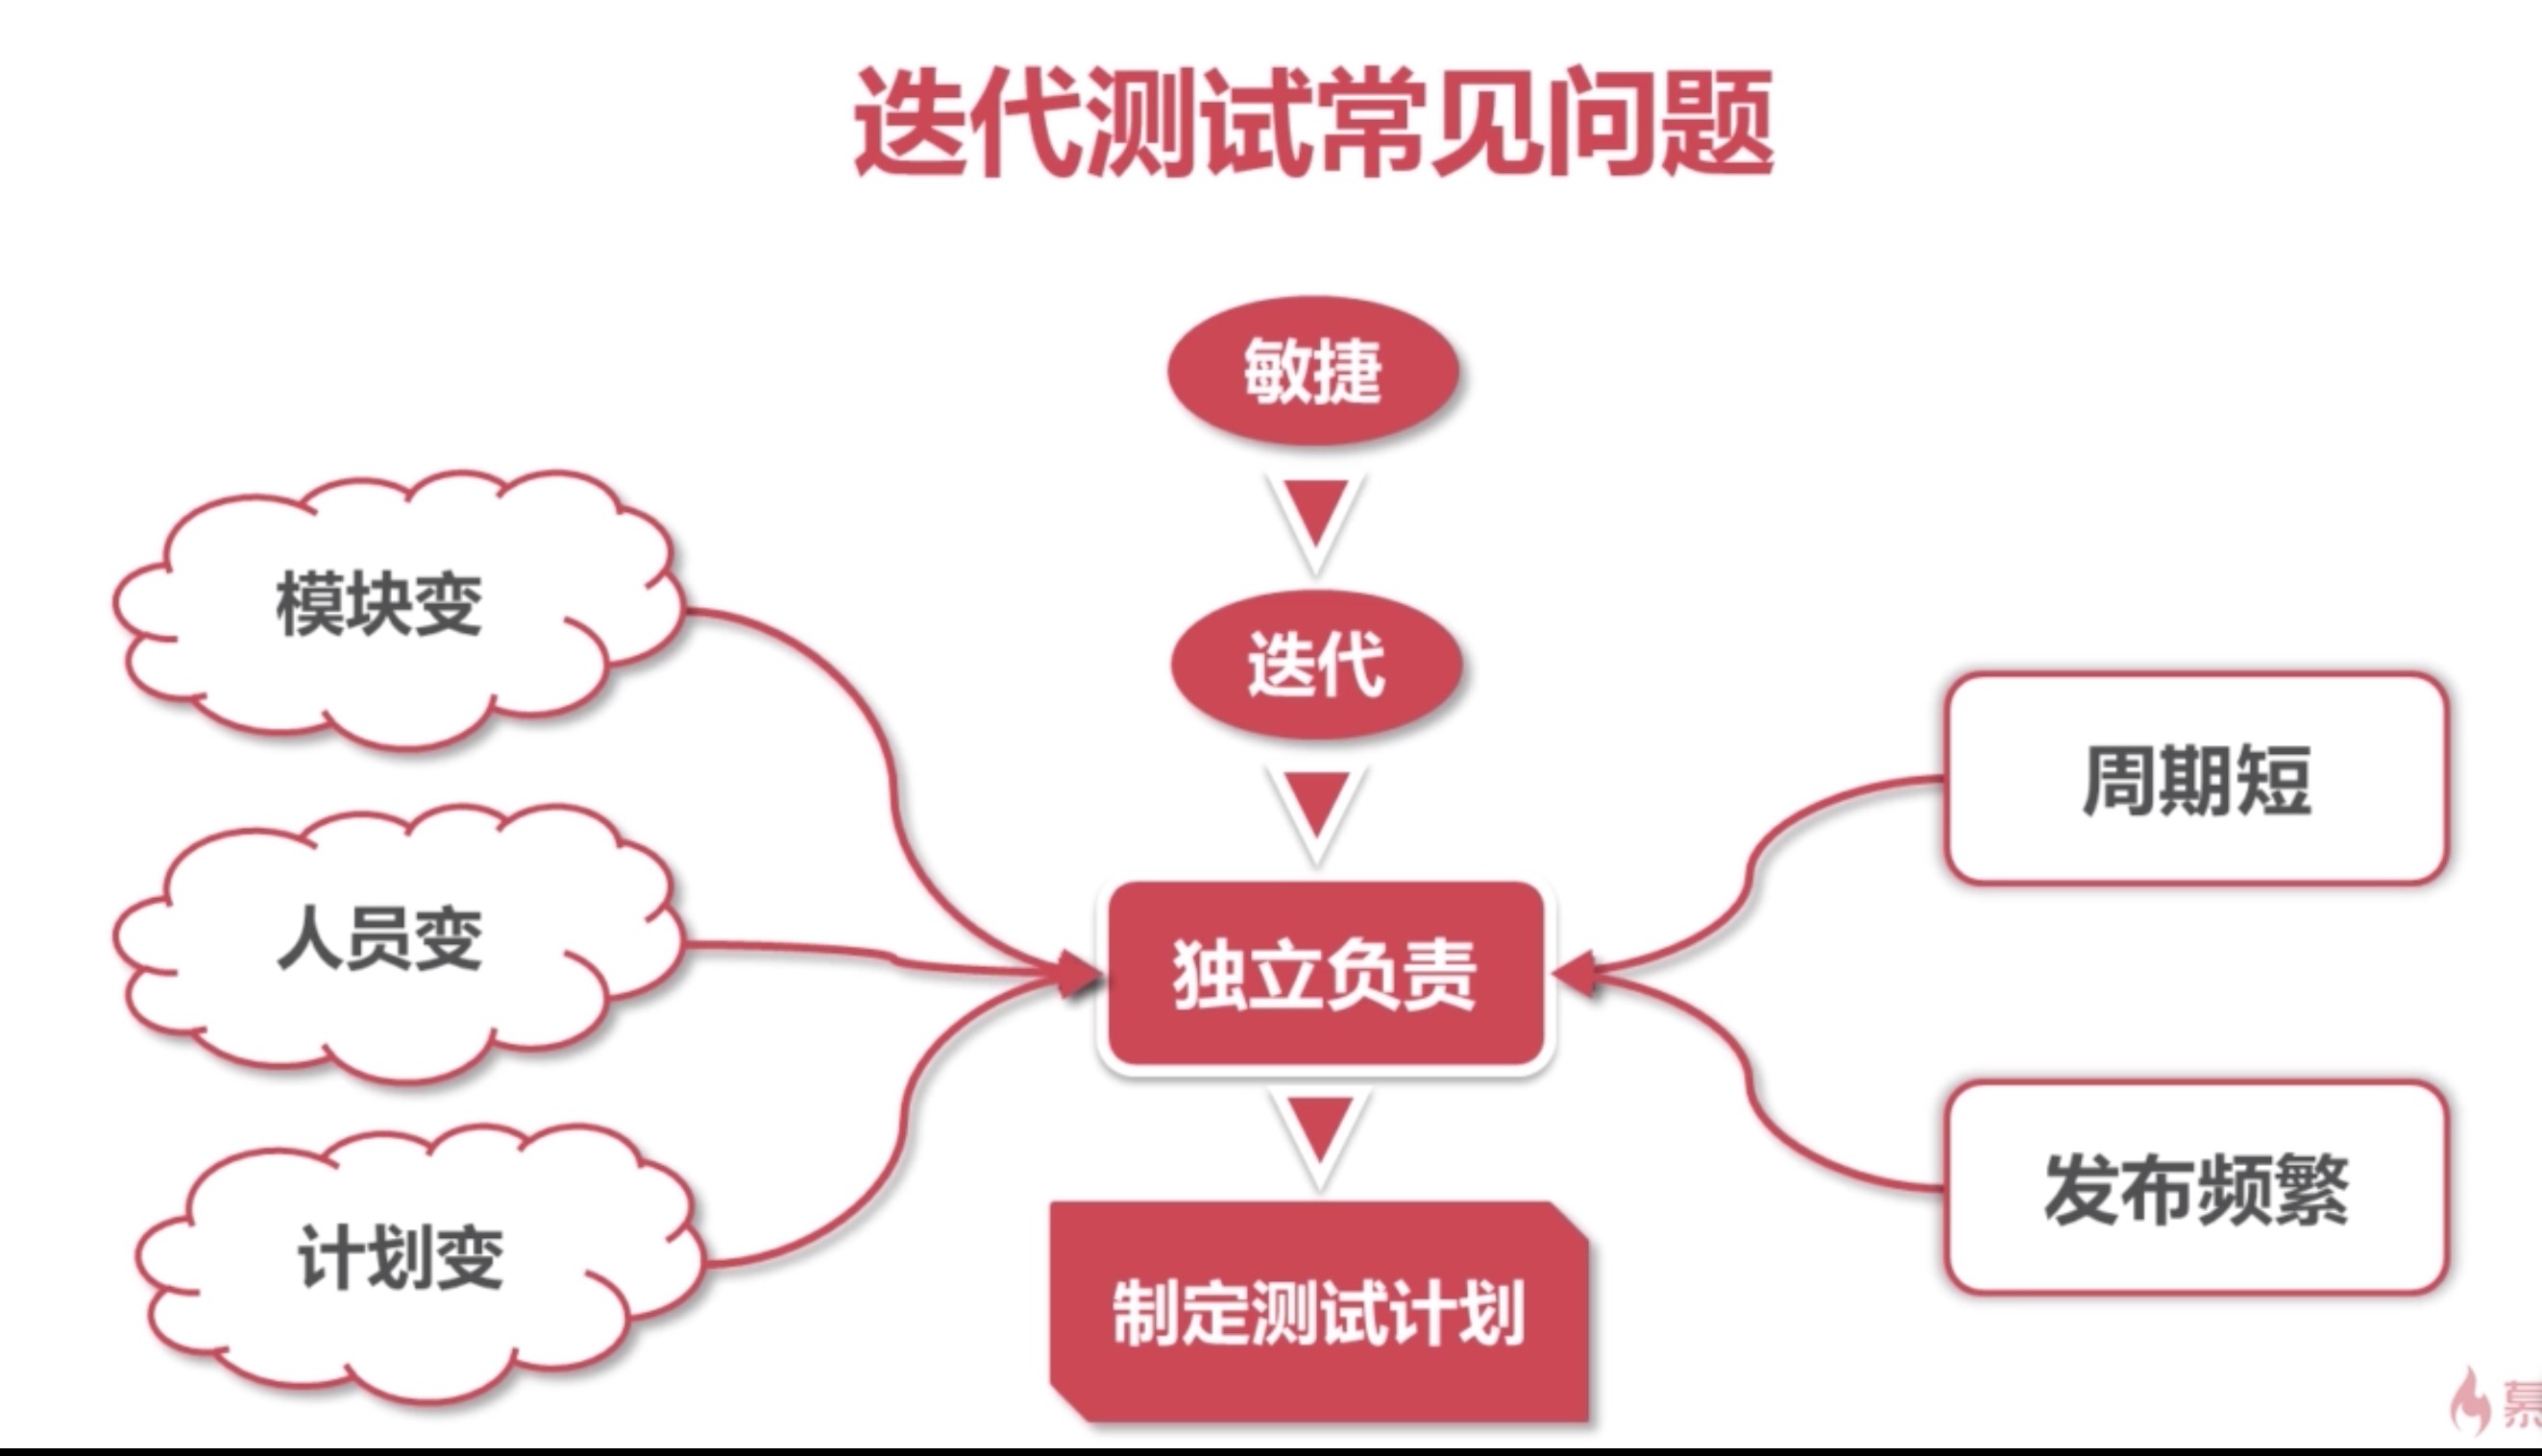 迭代测试常见问题
敏捷
模块变
迭代
周期短
人员变
独立负责
发布频繁
计划变
制定测试计划
慕